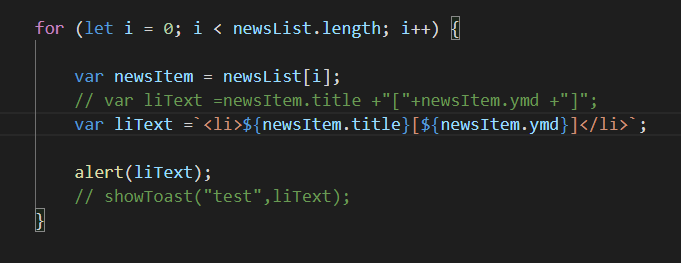 for (let i = 0; i < newsList.length; i++) {
var newsItem = newsList[i];
// var liText =newsItem.title +"["+newsItem.ymd +"]";
var liText =`<li>${newsItem.title}[${newsItem.ymd}]</li>`;
alert(liText);
// showToast("test",liText);
}